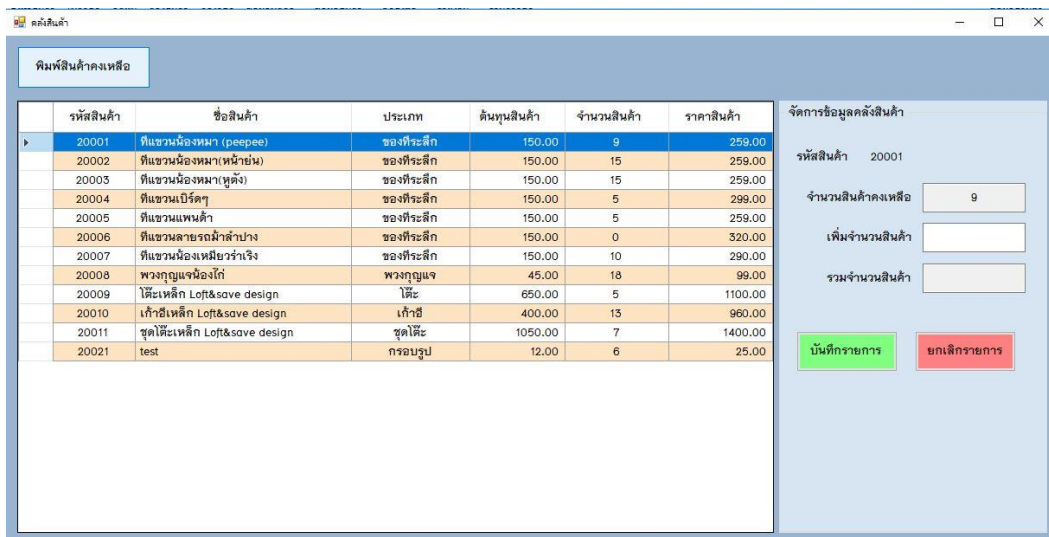 คลังสินค้า
พิมพ์สินค้าคงเหลือ
รหัสสินค้า ชื่อสินค้า ประเภท ต้นทุนสินค้า จำนวนสินค้า ราคาสินค้า
20001 ที่แขวนน้องหมา (peepee) ของที่ระลึก 150.00 9 259.00
20002 ที่แขวนน้องหมา(หน้าย่น) ของที่ระลึก 150.00 15 259.00
20003 ที่แขวนน้องหมา(หูตั้ง) ของที่ระลึก 150.00 15 259.00
20004 ที่แขวนเบิร์ดๆ ของที่ระลึก 150.00 5 299.00
20005 ที่แขวนแพนด้า ของที่ระลึก 150.00 5 259.00
20006 ที่แขวนลายรถม้าลำปาง ของที่ระลึก 150.00 0 320.00
20007 ที่แขวนน้องเหมียวร่าเริง ของที่ระลึก 150.00 10 290.00
20008 พวงกุญแจน้องไก่ พวงกุญแจ 45.00 18 99.00
20009 โต๊ะเหล็ก Loft&save design โต๊ะ 650.00 5 1100.00
20010 เก้าอี้เหล็ก Loft&save design เก้าอี้ 400.00 13 960.00
20011 ชุดโต๊ะเหล็ก Loft&save design ชุดโต๊ะ 1050.00 7 1400.00
20021 test กรอบรูป 12.00 6 25.00
จัดการข้อมูลคลังสินค้า
รหัสสินค้า 20001
จำนวนสินค้าคงเหลือ 9
เพิ่มจำนวนสินค้า
รวมจำนวนสินค้า
บันทึกรายการ ยกเลิกรายการ